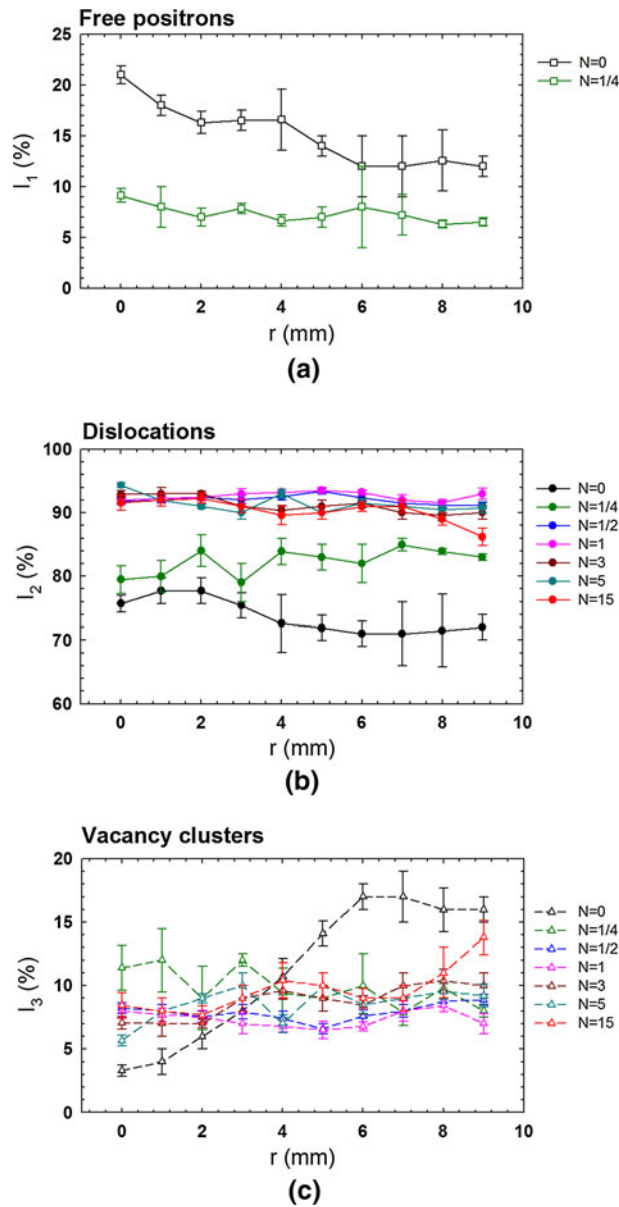 Free positrons
25
20
15
10
5
0
I1 (%)
0 2 4 6 8 10
r (mm)
N=0
N=1/4
(a)
Dislocations
100
90
80
70
60
I2 (%)
0 2 4 6 8 10
r (mm)
N=0
N=1/4
N=1/2
N=1
N=3
N=5
N=15
(b)
Vacancy clusters
20
15
10
5
0
I3 (%)
0 2 4 6 8 10
r (mm)
N=0
N=1/4
N=1/2
N=1
N=3
N=5
N=15
(c)